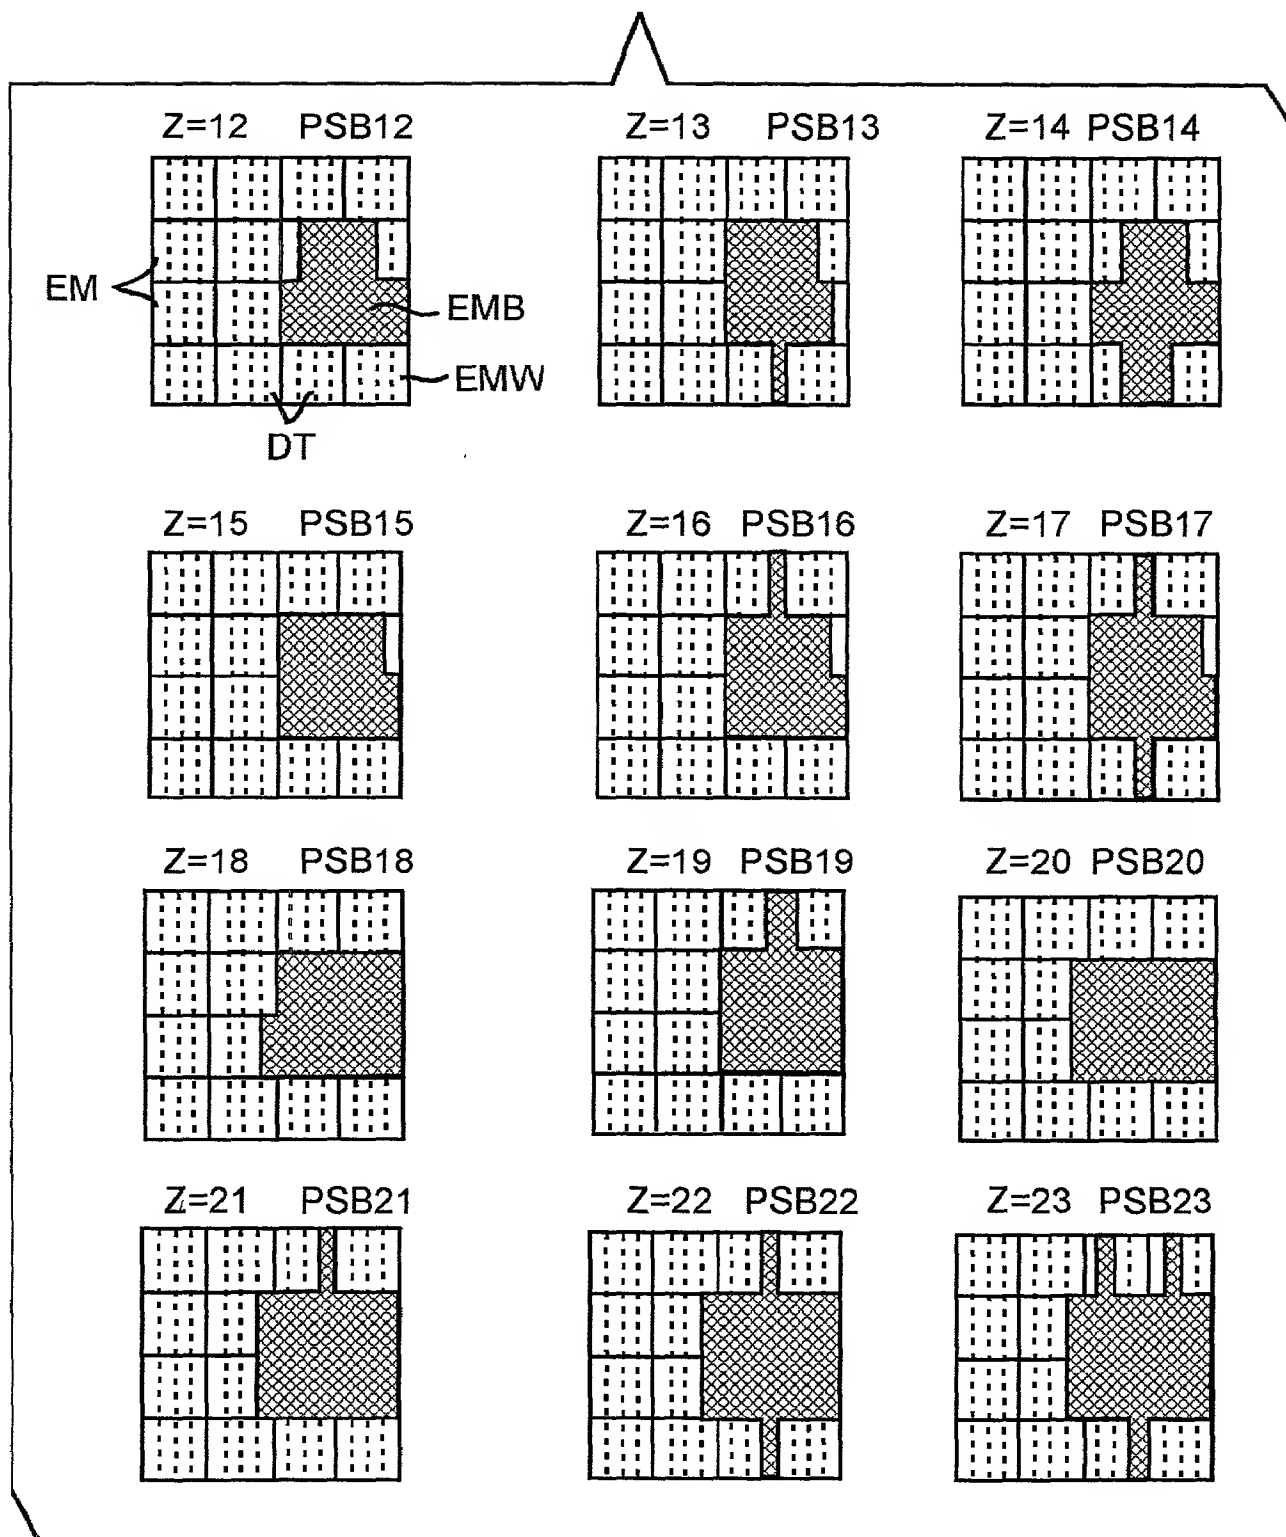 Z=12 PSB12
Z=13 PSB13
Z=14 PSB14
EM
EMB
EMW
DT
Z=15 PSB15
Z=16 PSB16
Z=17 PSB17
Z=18 PSB18
Z=19 PSB19
Z=20 PSB20
Z=21 PSB21
Z=22 PSB22
Z=23 PSB23